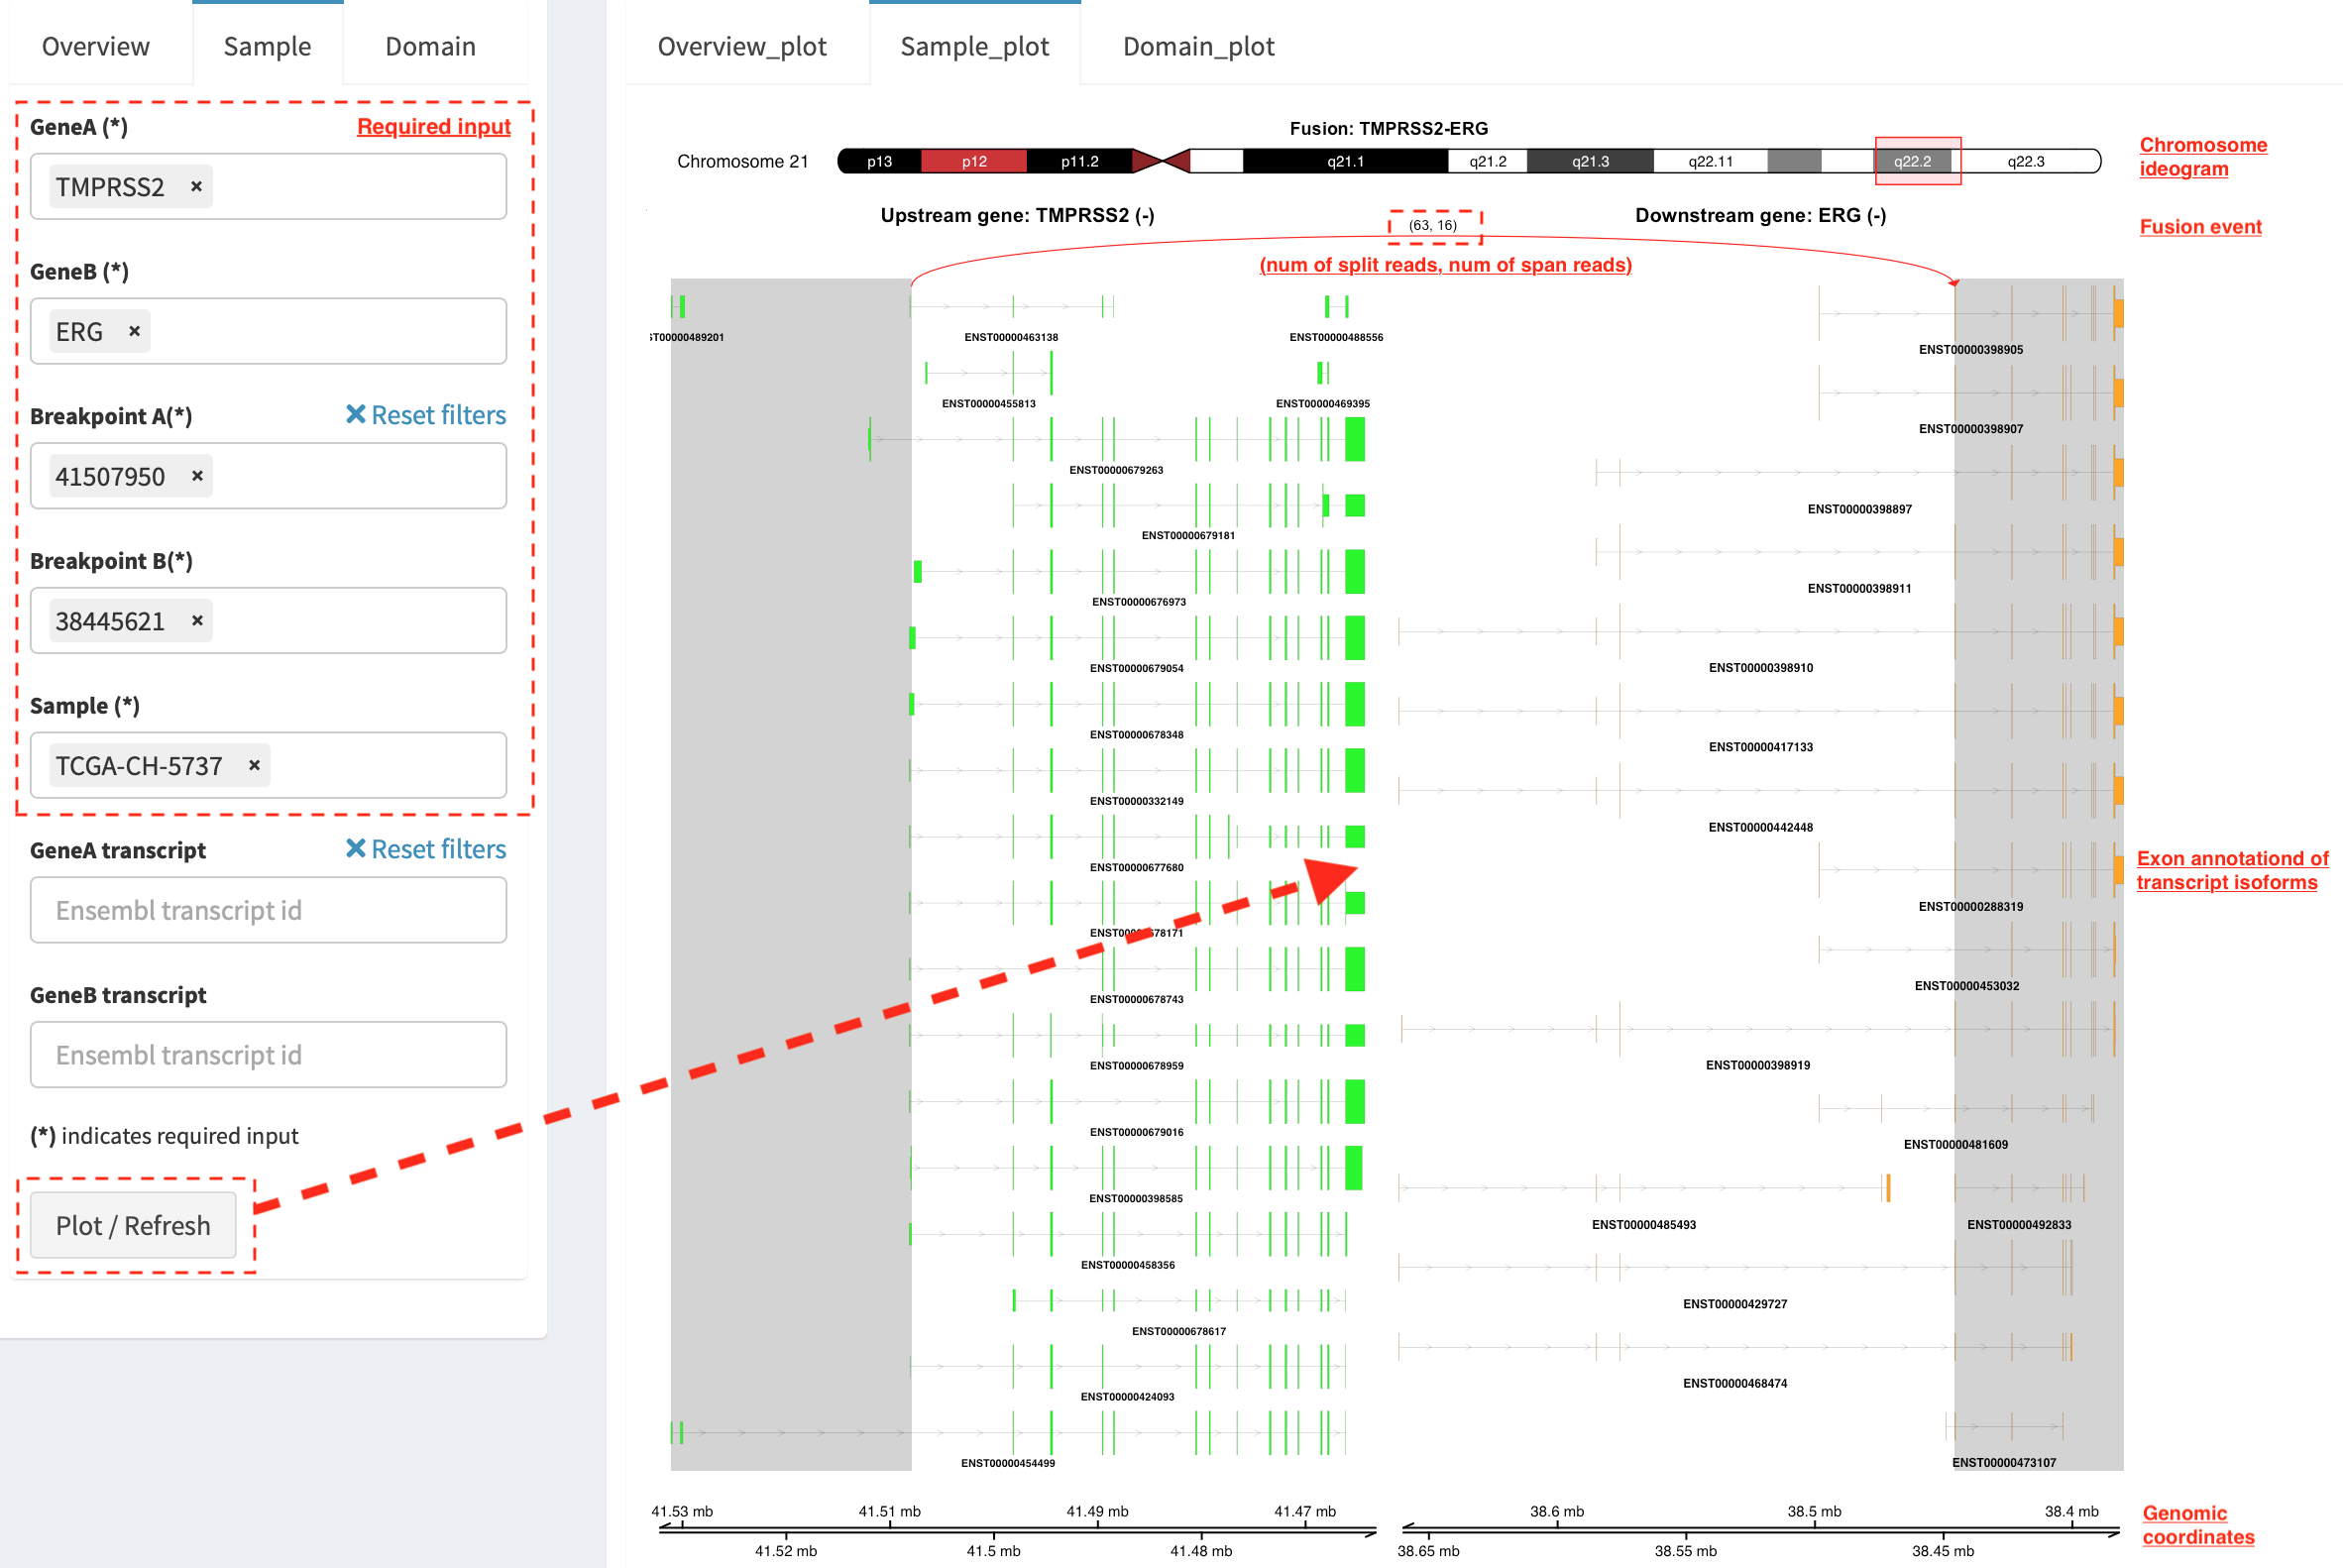 Overview Sample Domain
GeneA (*) Required input
TMPRSS2 ×
GeneB (*)
ERG ×
Breakpoint A(*) ✕ Reset filters
41507950 ×
Breakpoint B(*)
38445621 ×
Sample (*)
TCGA-CH-5737 ×
GeneA transcript ✕ Reset filters
Ensembl transcript id
GeneB transcript
Ensembl transcript id
(*) indicates required input
Plot / Refresh
Overview_plot Sample_plot Domain_plot
Fusion: TMPRSS2-ERG
Chromosome 21 p13 p12 p11.2 q21.1 q21.2 q21.3 q22.11 q22.2 q22.3
Chromosome
ideogram
Upstream gene: TMPRSS2 (-) (63, 16) Downstream gene: ERG (-)
Fusion event
(num of split reads, num of span reads)
ST00000489201 ENST00000463138 ENST00000488556
ENST00000455813 ENST00000469395
ENST00000679263
ENST00000679181
ENST00000676973
ENST00000679054
ENST00000678348
ENST00000332149
ENST00000677680
ENST00000678171
ENST00000678743
ENST00000678959
ENST00000679016
ENST00000398585
ENST00000458356
ENST00000678617
ENST00000424093
ENST00000454499
ENST00000398905
ENST00000398907
ENST00000398897
ENST00000398911
ENST00000398910
ENST00000417133
ENST00000442448
ENST00000288319
ENST00000453032
ENST00000398919
ENST00000481609
ENST00000485493 ENST00000492833
ENST00000429727
ENST00000468474
ENST00000473107
Exon annotationd of
transcript isoforms
41.53 mb 41.51 mb 41.49 mb 41.47 mb 38.6 mb 38.5 mb 38.4 mb
41.52 mb 41.5 mb 41.48 mb 38.65 mb 38.55 mb 38.45 mb
Genomic
coordinates